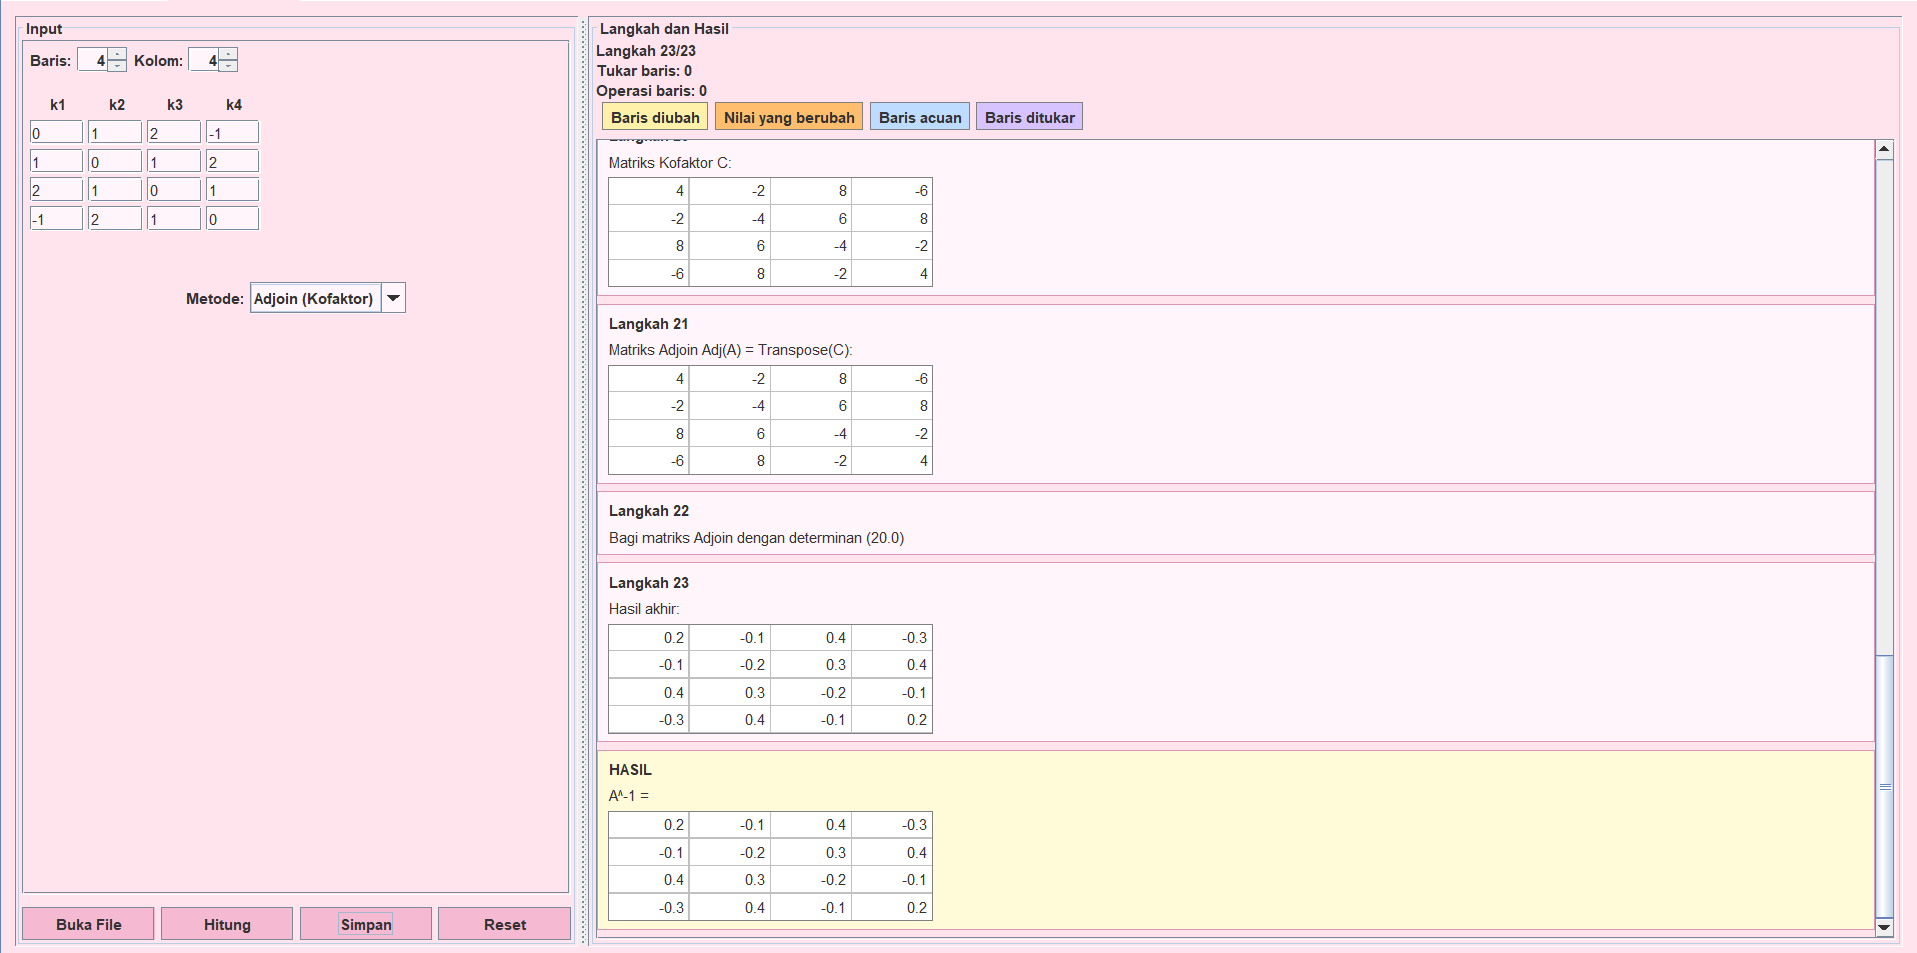 Input
Baris: 4 Kolom: 4
k1 k2 k3 k4
0 1 2 -1
1 0 1 2
2 1 0 1
-1 2 1 0
Metode: Adjoin (Kofaktor)
Buka File Hitung Simpan Reset
Langkah dan Hasil
Langkah 23/23
Tukar baris: 0
Operasi baris: 0
Baris diubah Nilai yang berubah Baris acuan Baris ditukar
Matriks Kofaktor C:
4 -2 8 -6
-2 -4 6 8
8 6 -4 -2
-6 8 -2 4
Langkah 21
Matriks Adjoin Adj(A) = Transpose(C):
4 -2 8 -6
-2 -4 6 8
8 6 -4 -2
-6 8 -2 4
Langkah 22
Bagi matriks Adjoin dengan determinan (20.0)
Langkah 23
Hasil akhir:
0.2 -0.1 0.4 -0.3
-0.1 -0.2 0.3 0.4
0.4 0.3 -0.2 -0.1
-0.3 0.4 -0.1 0.2
HASIL
A^-1 =
0.2 -0.1 0.4 -0.3
-0.1 -0.2 0.3 0.4
0.4 0.3 -0.2 -0.1
-0.3 0.4 -0.1 0.2